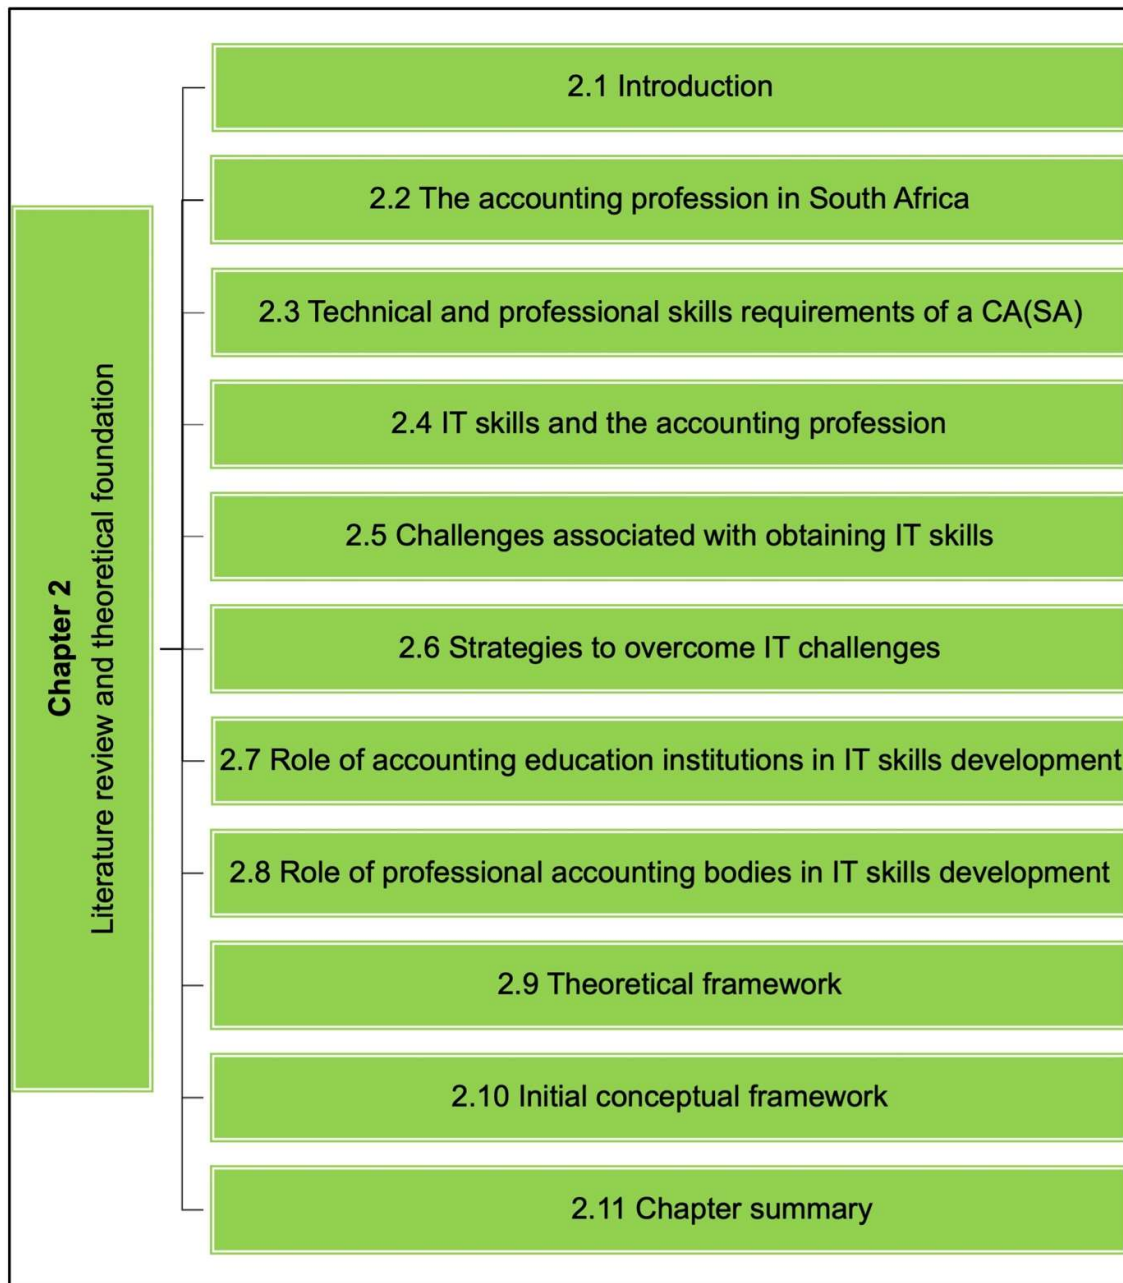 Chapter 2
Literature review and theoretical foundation
2.1 Introduction
2.2 The accounting profession in South Africa
2.3 Technical and professional skills requirements of a CA(SA)
2.4 IT skills and the accounting profession
2.5 Challenges associated with obtaining IT skills
2.6 Strategies to overcome IT challenges
2.7 Role of accounting education institutions in IT skills development
2.8 Role of professional accounting bodies in IT skills development
2.9 Theoretical framework
2.10 Initial conceptual framework
2.11 Chapter summary